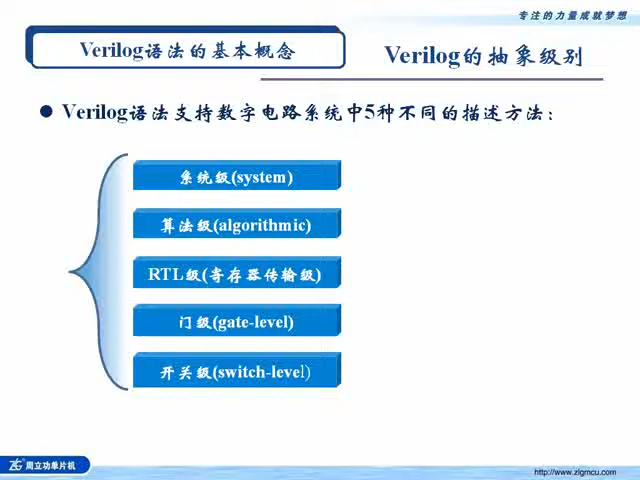 专注的力量成就梦想
Verilog语法的基本概念
Verilog的抽象级别
Verilog语法支持数字电路系统中5种不同的描述方法：
系统级(system)
算法级(algorithmic)
RTL级(寄存器传输级)
门级(gate-level)
开关级(switch-level)
ZLG 周立功单片机
http://www.zlgmcu.com